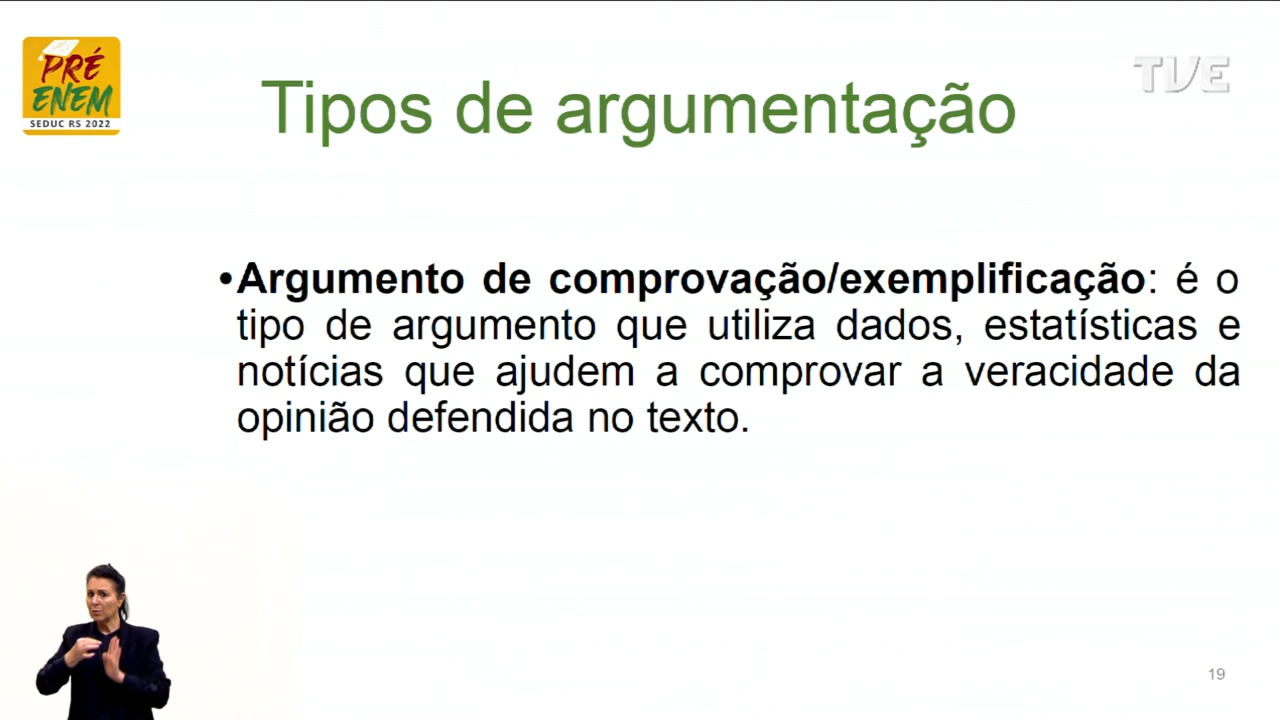 PRÉ
ENEM
SEDUC RS 2022
TVE
Tipos de argumentação
•Argumento de comprovação/exemplificação: é o
tipo de argumento que utiliza dados, estatísticas e
notícias que ajudem a comprovar a veracidade da
opinião defendida no texto.
19